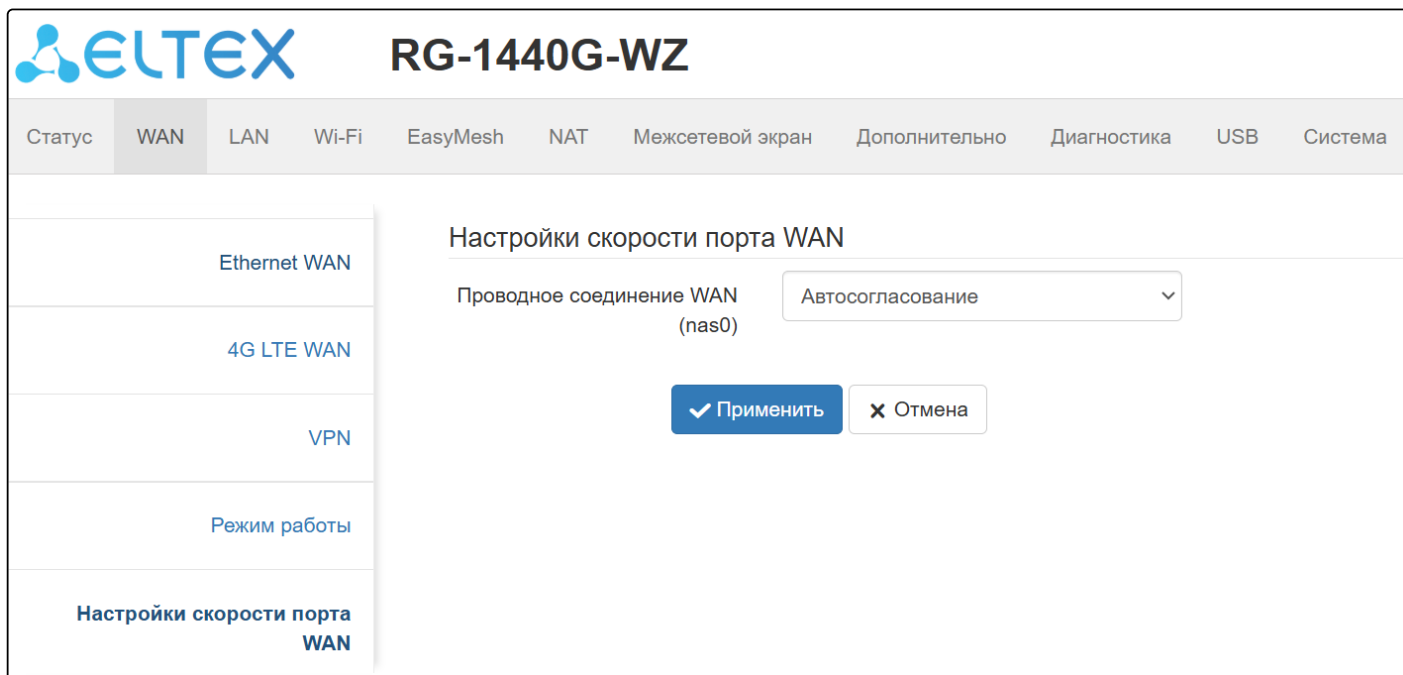 ELTEX RG-1440G-WZ
Статус WAN LAN Wi-Fi EasyMesh NAT Межсетевой экран Дополнительно Диагностика USB Система
Ethernet WAN
4G LTE WAN
VPN
Режим работы
Настройки скорости порта
WAN
Настройки скорости порта WAN
Проводное соединение WAN
(nas0)
Автосогласование
Применить Отмена